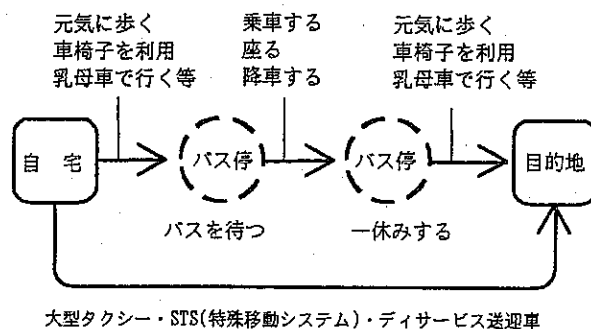 元気に歩く
車椅子を利用
乳母車で行く等
乗車する
座る
降車する
元気に歩く
車椅子を利用
乳母車で行く等
自 宅
バス停
バス停
目的地
バスを待つ
一休みする
大型タクシー・STS(特殊移動システム)・ディサービス送迎車